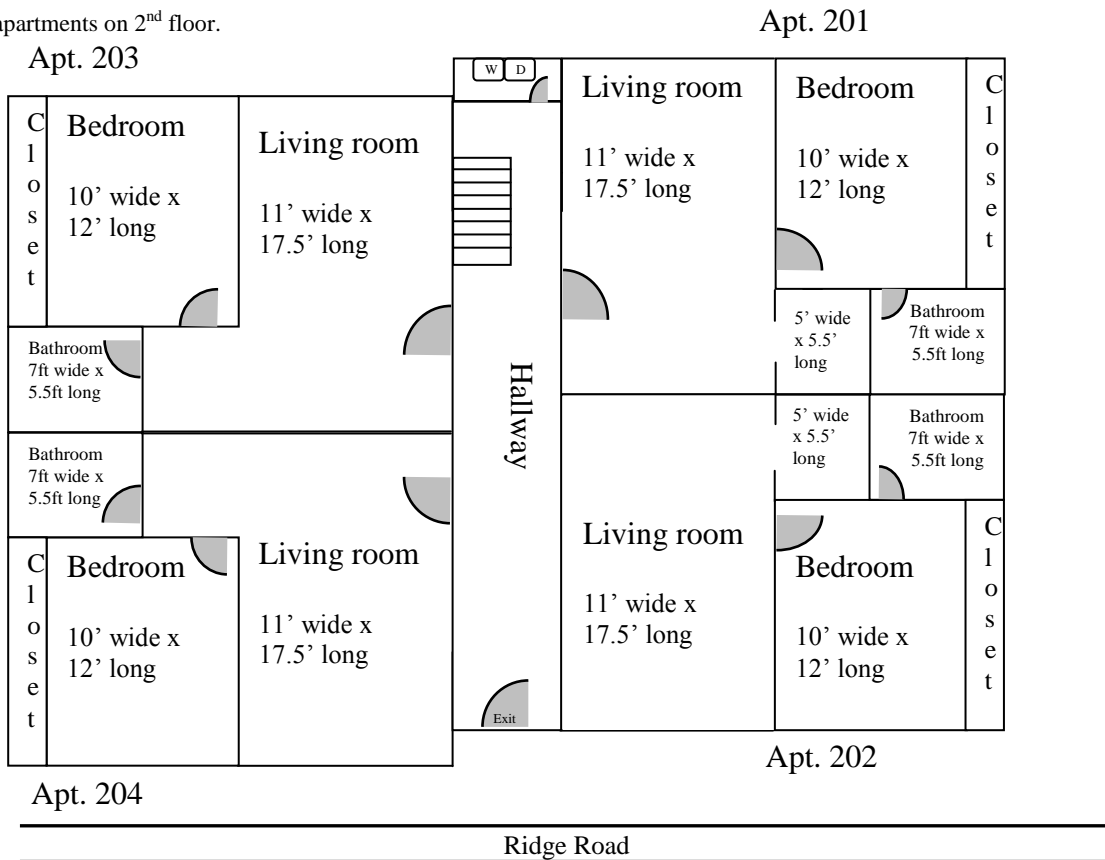 apartments on 2nd floor.
Apt. 201
Apt. 203
W D
Living room
11’ wide x
17.5’ long
Bedroom
10’ wide x
12’ long
Closet
Closet
Bedroom
10’ wide x
12’ long
Living room
11’ wide x
17.5’ long
5’ wide
x 5.5’
long
Bathroom
7ft wide x
5.5ft long
Bathroom
7ft wide x
5.5ft long
Hallway
5’ wide
x 5.5’
long
Bathroom
7ft wide x
5.5ft long
Bathroom
7ft wide x
5.5ft long
Closet
Bedroom
10’ wide x
12’ long
Living room
11’ wide x
17.5’ long
Living room
11’ wide x
17.5’ long
Bedroom
10’ wide x
12’ long
Closet
Exit
Apt. 202
Apt. 204
Ridge Road